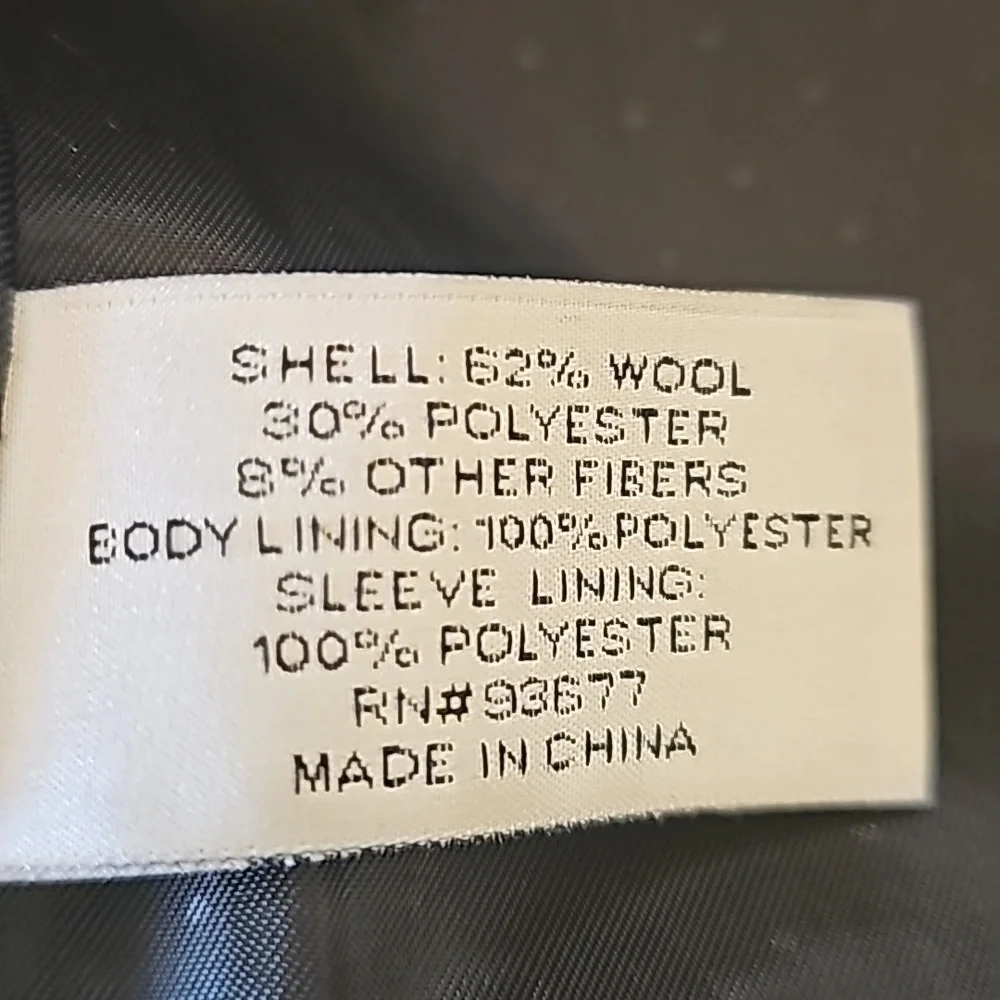 SHELL: 62% WOOL
30% POLYESTER
8% OTHER FIBERS
BODY LINING: 100% POLYESTER
SLEEVE LINING:
100% POLYESTER
RN# 93677
MADE IN CHINA